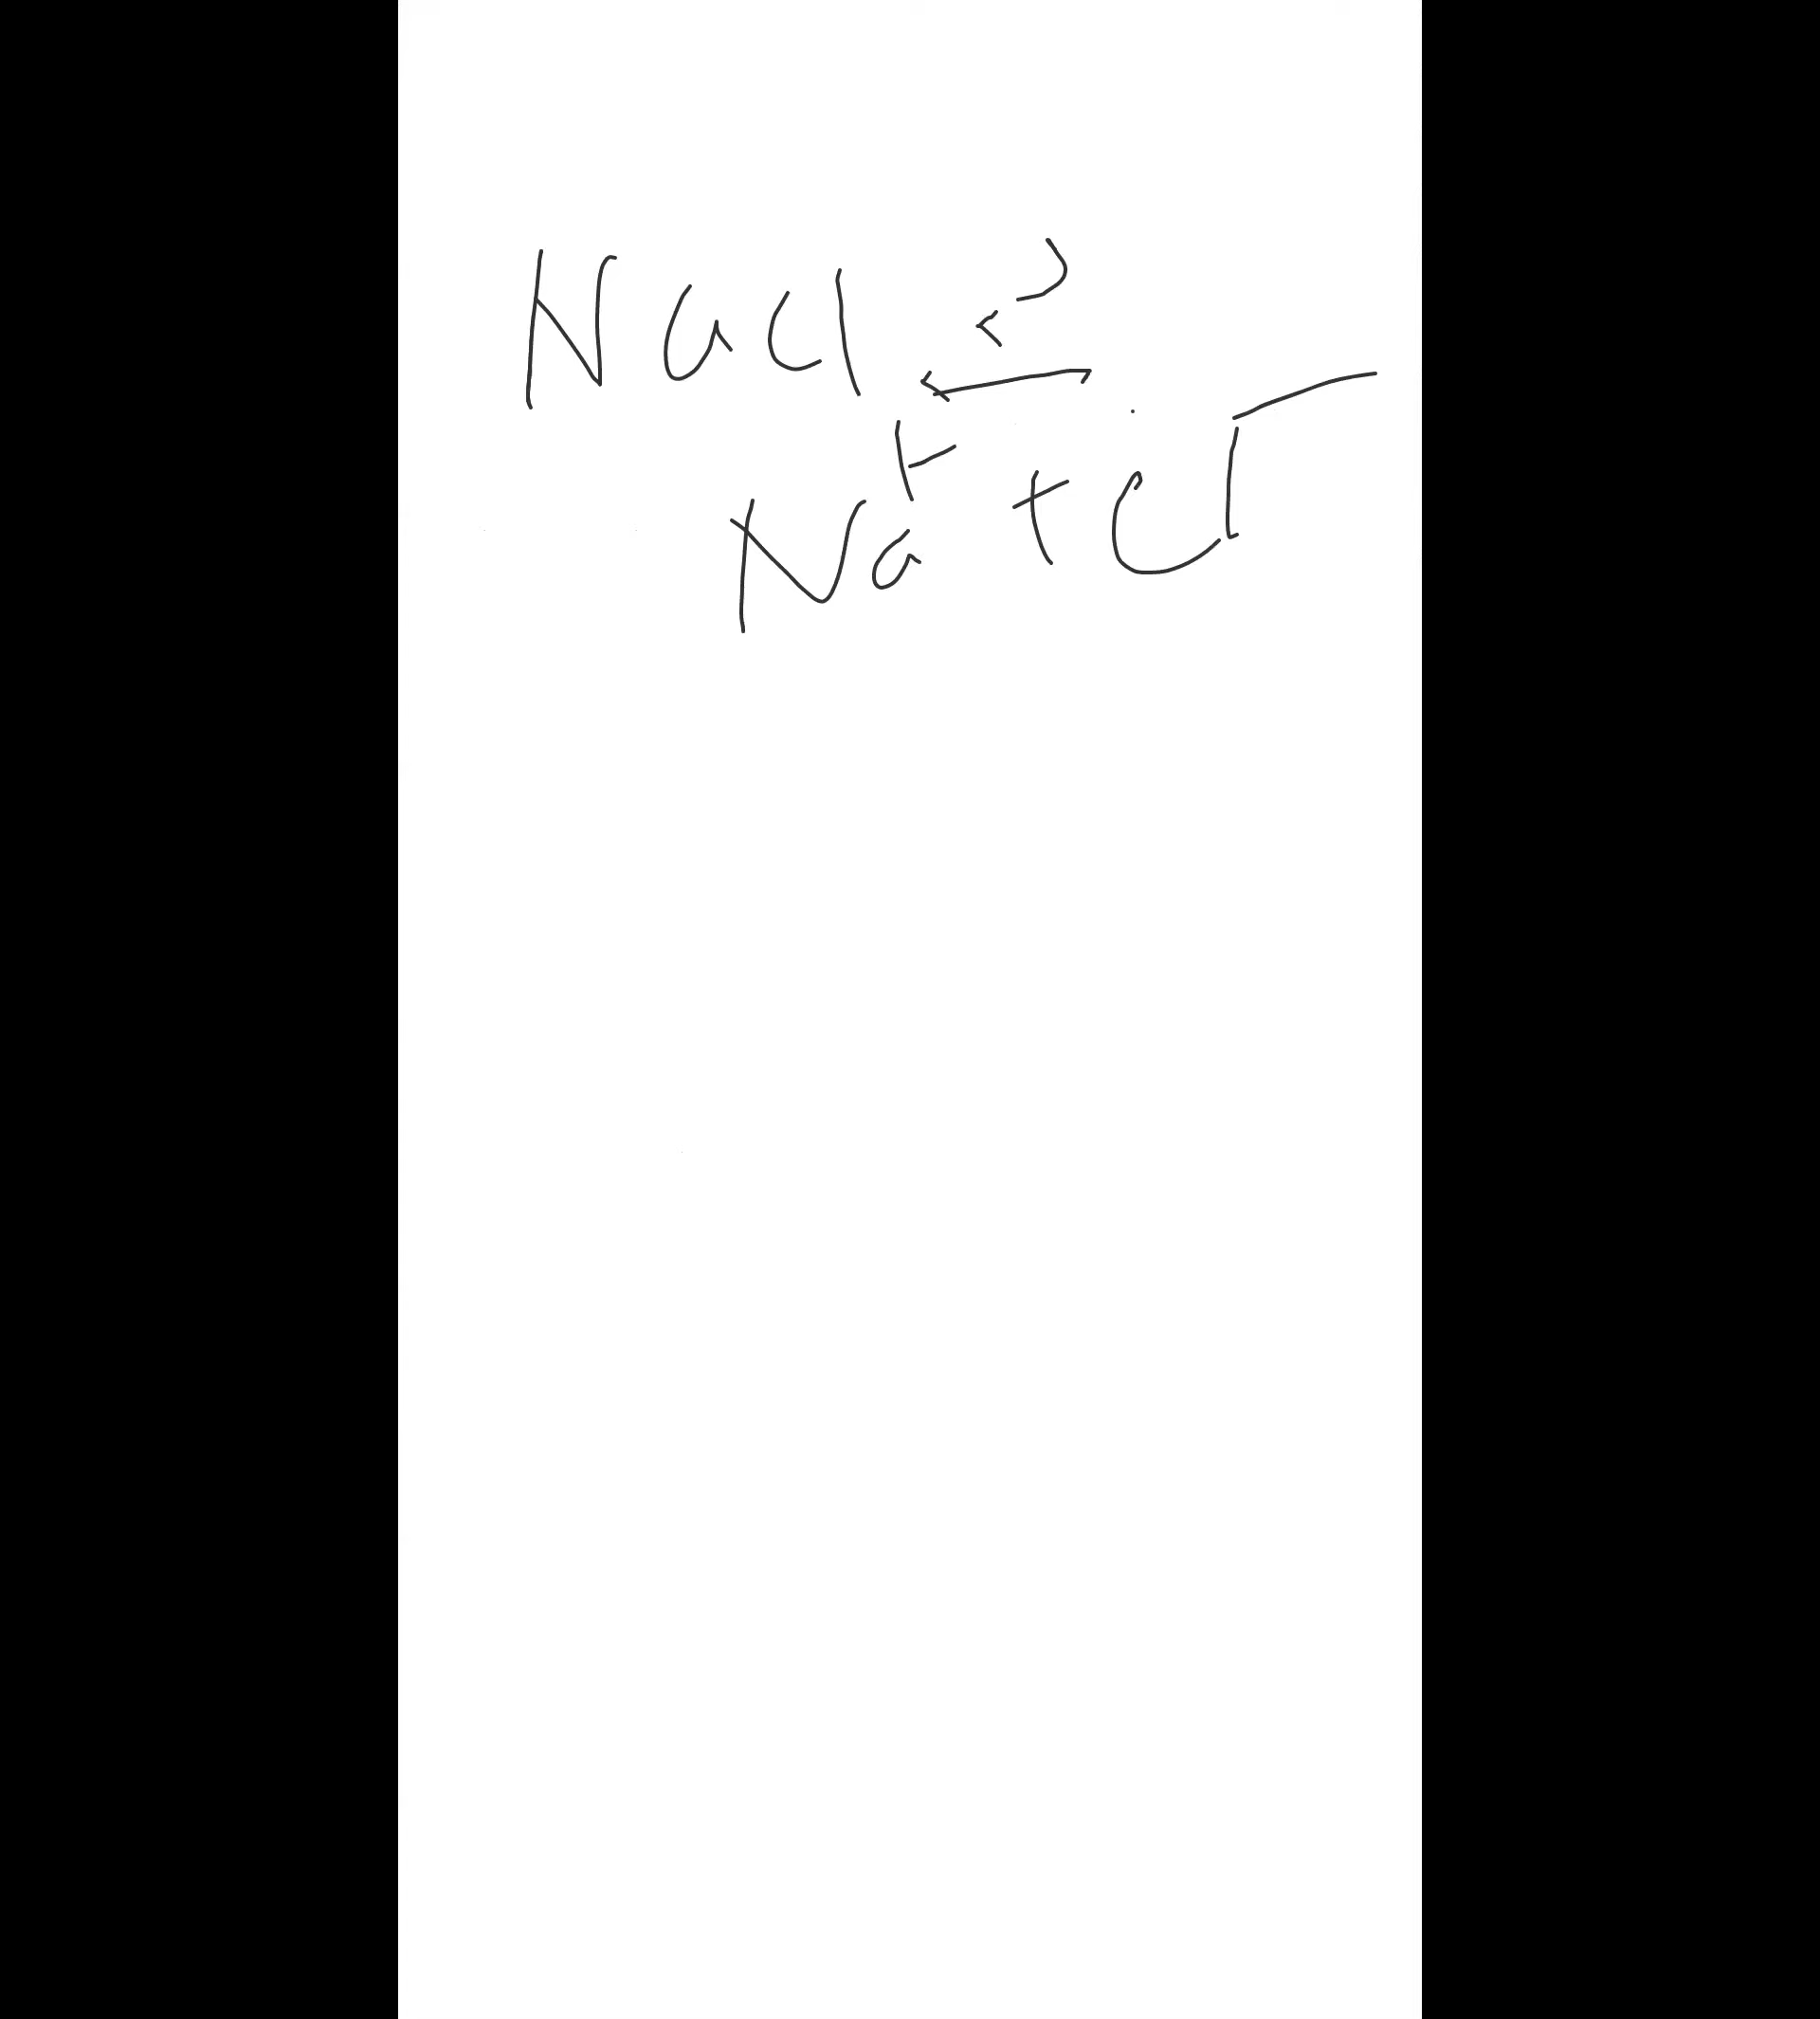 NaCl ↔
Na⁺ + Cl⁻